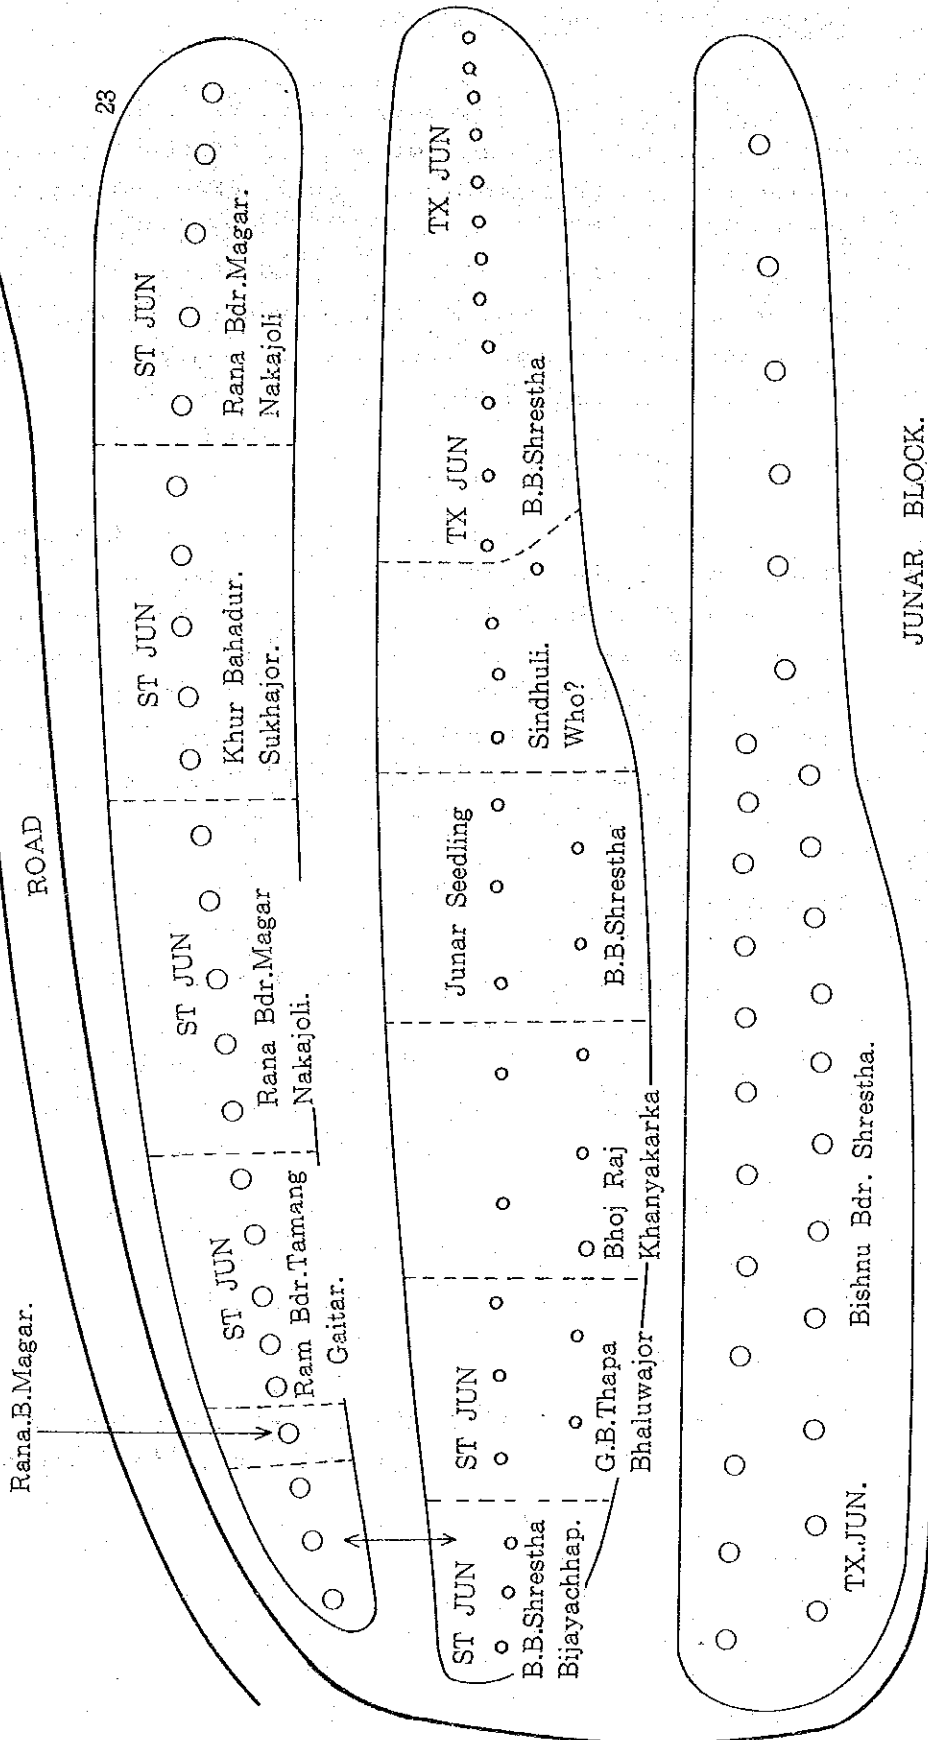 Rana.B.Magar.
ROAD
23
ST JUN
Ram Bdr.Tamang
Gaitar.
ST JUN
Rana Bdr.Magar
Nakajoli.
ST JUN
Khur Bahadur.
Sukhajor.
ST JUN
Rana Bdr.Magar.
Nakajoli
ST JUN
B.B.Shrestha
Bijayachhap.
ST JUN
G.B.Thapa
Bhaluwajor
Bhoj Raj
Khanyakarka
Junar Seedling
B.B.Shrestha
Sindhuli.
Who?
TX JUN
B.B.Shrestha
TX JUN
TX.JUN.
Bishnu Bdr. Shrestha.
JUNAR BLOCK.